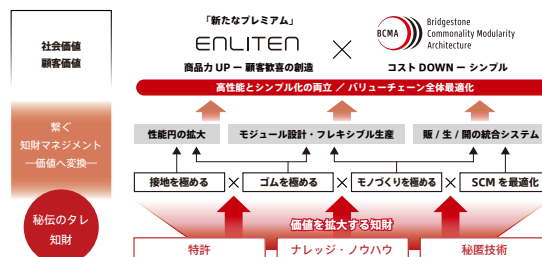 社会価値
顧客価値
繋ぐ
知財マネジメント
―価値へ変換―
秘伝のタレ
知財
「新たなプレミアム」
ENLITEN
商品力 UP ー 顧客歓喜の創造
×
BCMA
Bridgestone
Commonality Modularity
Architecture
コスト DOWN ー シンプル
高性能とシンプル化の両立 ／ バリューチェーン全体最適化
性能円の拡大
モジュール設計・フレキシブル生産
販 / 生 / 開の統合システム
接地を極める × ゴムを極める × モノづくりを極める × SCM を最適化
価値を拡大する知財
特許
ナレッジ・ノウハウ
秘匿技術